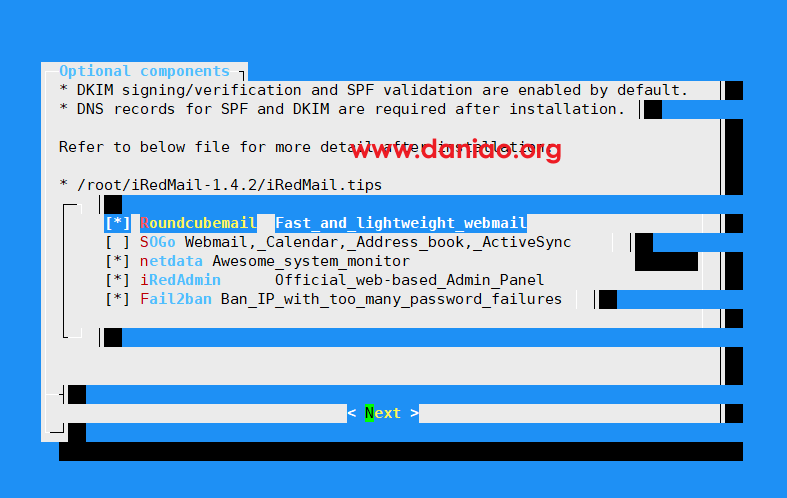 Optional components
* DKIM signing/verification and SPF validation are enabled by default.
* DNS records for SPF and DKIM are required after installation.
Refer to below file for more detail after installation:
www.danido.org
* /root/iRedMail-1.4.2/iRedMail.tips
[*] Roundcubemail Fast_and_lightweight_webmail
[ ] SOGo Webmail,_Calendar,_Address_book,_ActiveSync
[*] netdata Awesome_system_monitor
[*] iRedAdmin Official_web-based_Admin_Panel
[*] Fail2ban Ban_IP_with_too_many_password_failures
< Next >